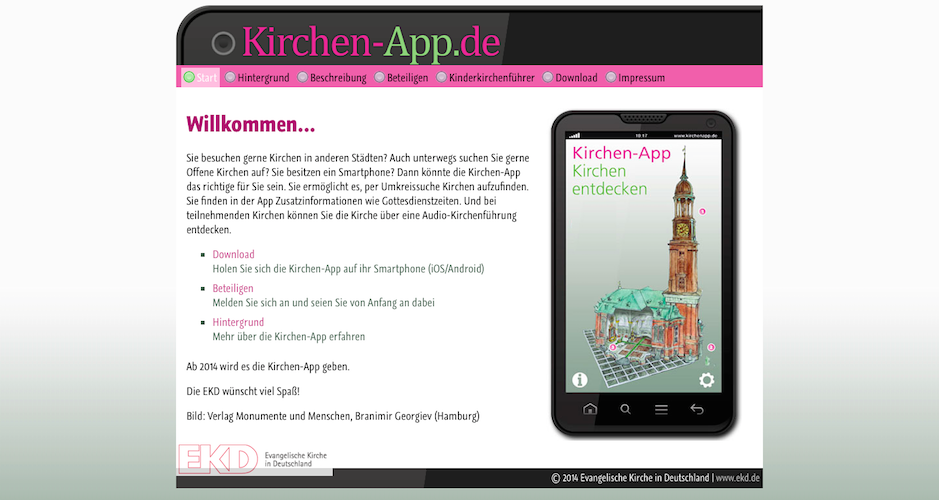 Kirchen-App.de
Start Hintergrund Beschreibung Beteiligen Kinderkirchenführer Download Impressum
Willkommen...
Sie besuchen gerne Kirchen in anderen Städten? Auch unterwegs suchen Sie gerne
Offene Kirchen auf? Sie besitzen ein Smartphone? Dann könnte die Kirchen-App
das richtige für Sie sein. Sie ermöglicht es, per Umkreissuche Kirchen aufzufinden.
Sie finden in der App Zusatzinformationen wie Gottesdienstzeiten. Und bei
teilnehmenden Kirchen können Sie die Kirche über eine Audio-Kirchenführung
entdecken.
Download
Holen Sie sich die Kirchen-App auf ihr Smartphone (iOS/Android)
Beteiligen
Melden Sie sich an und seien Sie von Anfang an dabei
Hintergrund
Mehr über die Kirchen-App erfahren
Ab 2014 wird es die Kirchen-App geben.
Die EKD wünscht viel Spaß!
Bild: Verlag Monumente und Menschen, Branimir Georgiev (Hamburg)
www.kirchenapp.de
Kirchen-App
Kirchen
entdecken
EKD
Evangelische Kirche
in Deutschland
© 2014 Evangelische Kirche in Deutschland | www.ekd.de